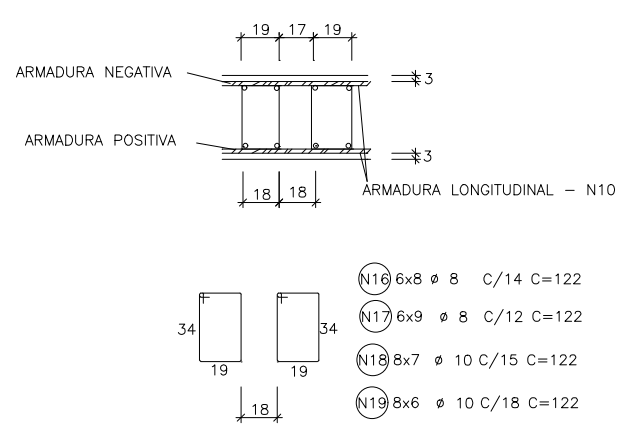 19 17 19
ARMADURA NEGATIVA
3
ARMADURA POSITIVA
3
18 18
ARMADURA LONGITUDINAL - N10
N16 6x8 ø 8 C/14 C=122
N17 6x9 ø 8 C/12 C=122
34 34
N18 8x7 ø 10 C/15 C=122
19 19
N19 8x6 ø 10 C/18 C=122
18